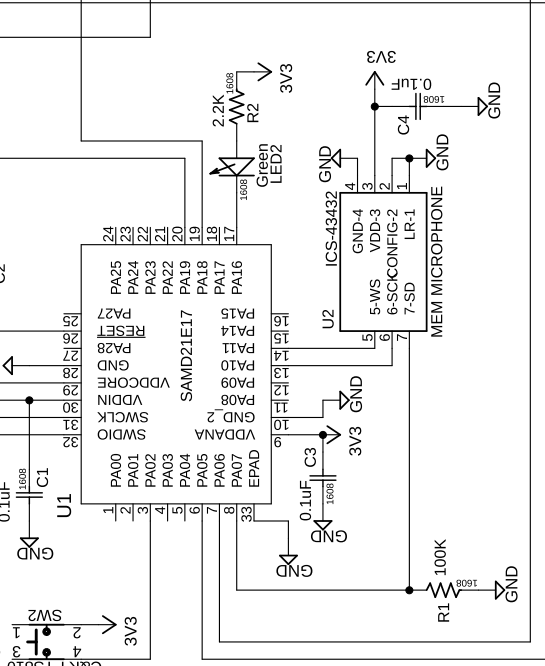 3V3
1608
2.2K
R2
Green
LED2
1608
3V3
0.1uF
1608
C4
GND
GND
GND
4
3
2
1
ICS-43432
GND-4
VDD-3
CONFIG-2
LR-1
5-WS
6-SCK
7-SD
U2
MEM MICROPHONE
5
6
7
24
23
22
21
20
19
18
17
PA25
PA24
PA23
PA22
PA19
PA18
PA17
PA16
C2
25
26
27
28
29
30
31
32
PA27
RESET
PA28
GND
VDDCORE
VDDIN
SWCLK
SWDIO
SAMD21E17
PA15
PA14
PA11
PA10
PA09
PA08
GND_2
VDDANA
16
15
14
13
12
11
10
9
GND
3V3
PA00
PA01
PA02
PA03
PA04
PA05
PA06
PA07
EPAD
1
2
3
4
5
6
7
8
33
U1
0.1uF
1608
C1
GND
C3
0.1uF
1608
GND
GND
100K
1608
R1
GND
SW2
1
2
3
4
3V3